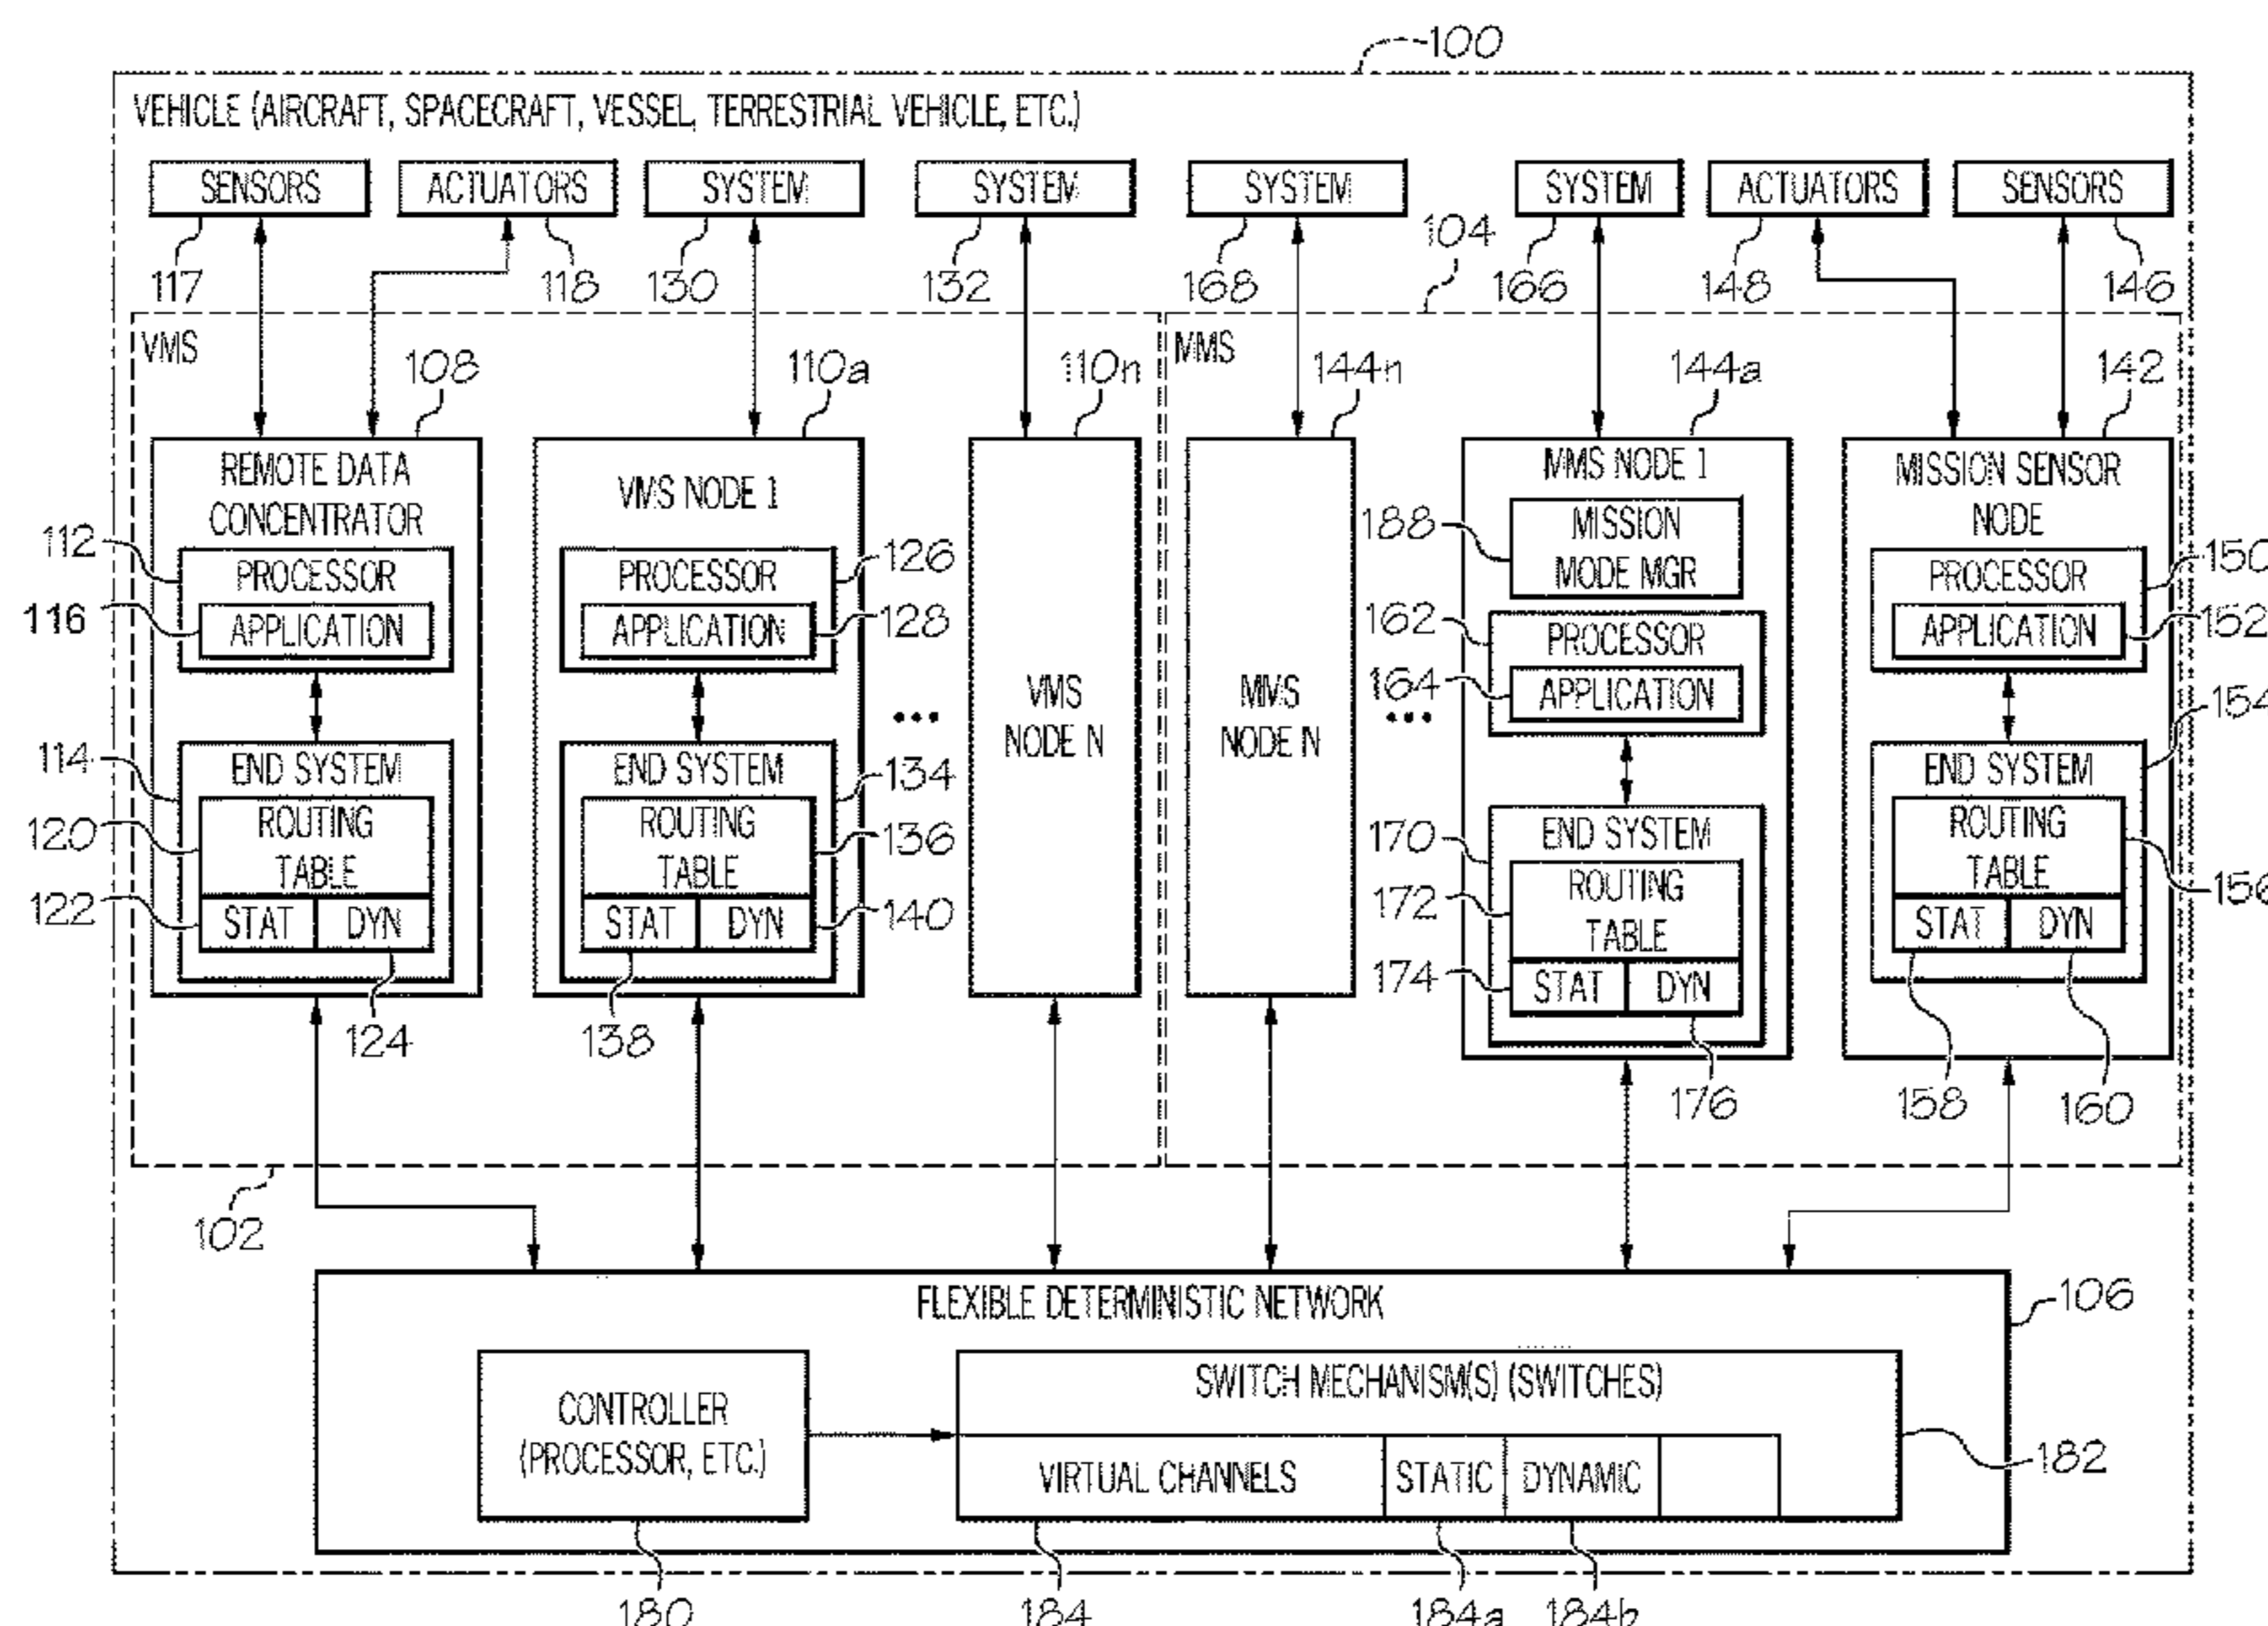 100
VEHICLE (AIRCRAFT, SPACECRAFT, VESSEL, TERRESTRIAL VEHICLE, ETC.)
SENSORS
ACTUATORS
SYSTEM
SYSTEM
SYSTEM
SYSTEM
ACTUATORS
SENSORS
117
118
130
132
168
104
166
148
146
VMS
MMS
108
110a
110n
144n
144a
142
REMOTE DATA
CONCENTRATOR
112
PROCESSOR
116
APPLICATION
114
END SYSTEM
120
ROUTING
TABLE
122
STAT
DYN
124
VMS NODE 1
PROCESSOR
126
APPLICATION
128
END SYSTEM
134
ROUTING
TABLE
136
STAT
DYN
140
138
•••
VMS
NODE N
MMS
NODE N
•••
MMS NODE 1
188
MISSION
MODE MGR
162
PROCESSOR
164
APPLICATION
170
END SYSTEM
172
ROUTING
TABLE
174
STAT
DYN
176
MISSION SENSOR
NODE
PROCESSOR
150
APPLICATION
152
END SYSTEM
154
ROUTING
TABLE
156
STAT
DYN
158
160
102
FLEXIBLE DETERMINISTIC NETWORK
106
CONTROLLER
(PROCESSOR, ETC.)
SWITCH MECHANISM(S) (SWITCHES)
VIRTUAL CHANNELS
STATIC
DYNAMIC
182
180
184
184a
184b